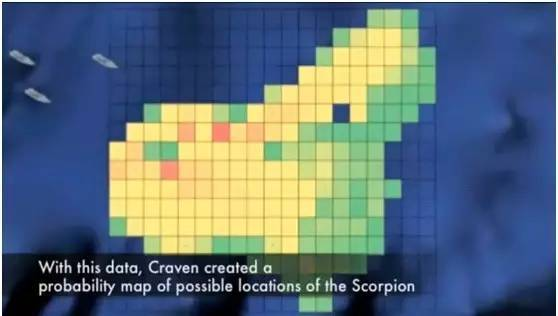 With this data, Craven created a
probability map of possible locations of the Scorpion